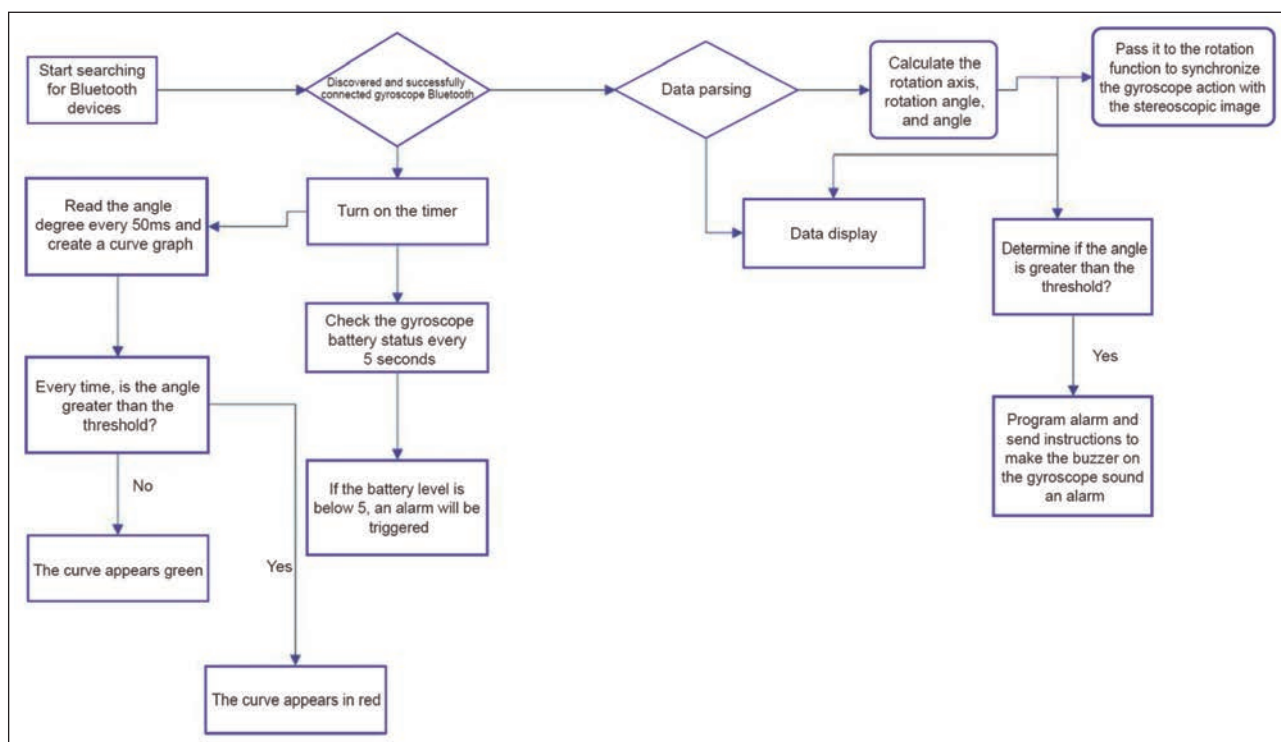 Start searching
for Bluetooth
devices
Discovered and successfully
connected gyroscope Bluetooth
Data parsing
Calculate the
rotation axis,
rotation angle,
and angle
Pass it to the rotation
function to synchronize
the gyroscope action with
the stereoscopic image
Read the angle
degree every 50ms and
create a curve graph
Turn on the timer
Data display
Determine if the angle
is greater than the
threshold?
Check the gyroscope
battery status every
5 seconds
Yes
Every time, is the angle
greater than the
threshold?
Program alarm and
send instructions to
make the buzzer on
the gyroscope sound
an alarm
No
If the battery level is
below 5, an alarm will be
triggered
The curve appears green
Yes
The curve appears in red